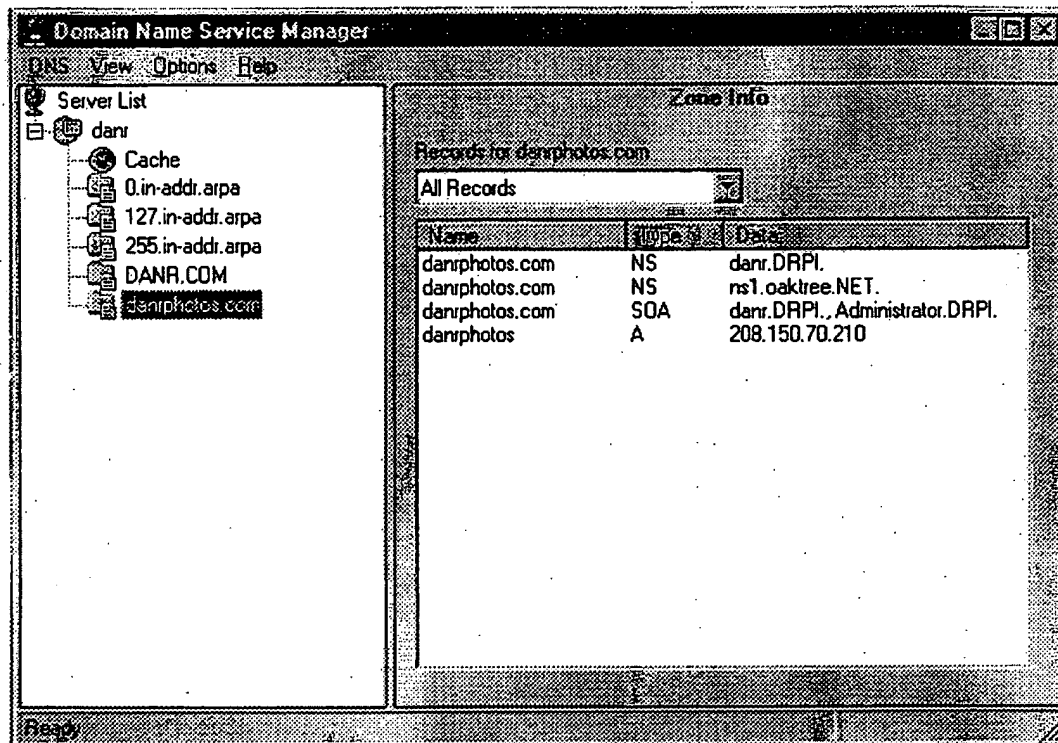 Domain Name Service Manager
DNS View Options Help
Server List
danr
Cache
0.in-addr.arpa
127.in-addr.arpa
255.in-addr.arpa
DANR.COM
danrphotos.com
Zone Info
Records for danrphotos.com
All Records
Name Type Data
danrphotos.com NS danr.DRPI.
danrphotos.com NS ns1.oaktree.NET.
danrphotos.com SOA danr.DRPI., Administrator.DRPI.
danrphotos A 208.150.70.210
Ready